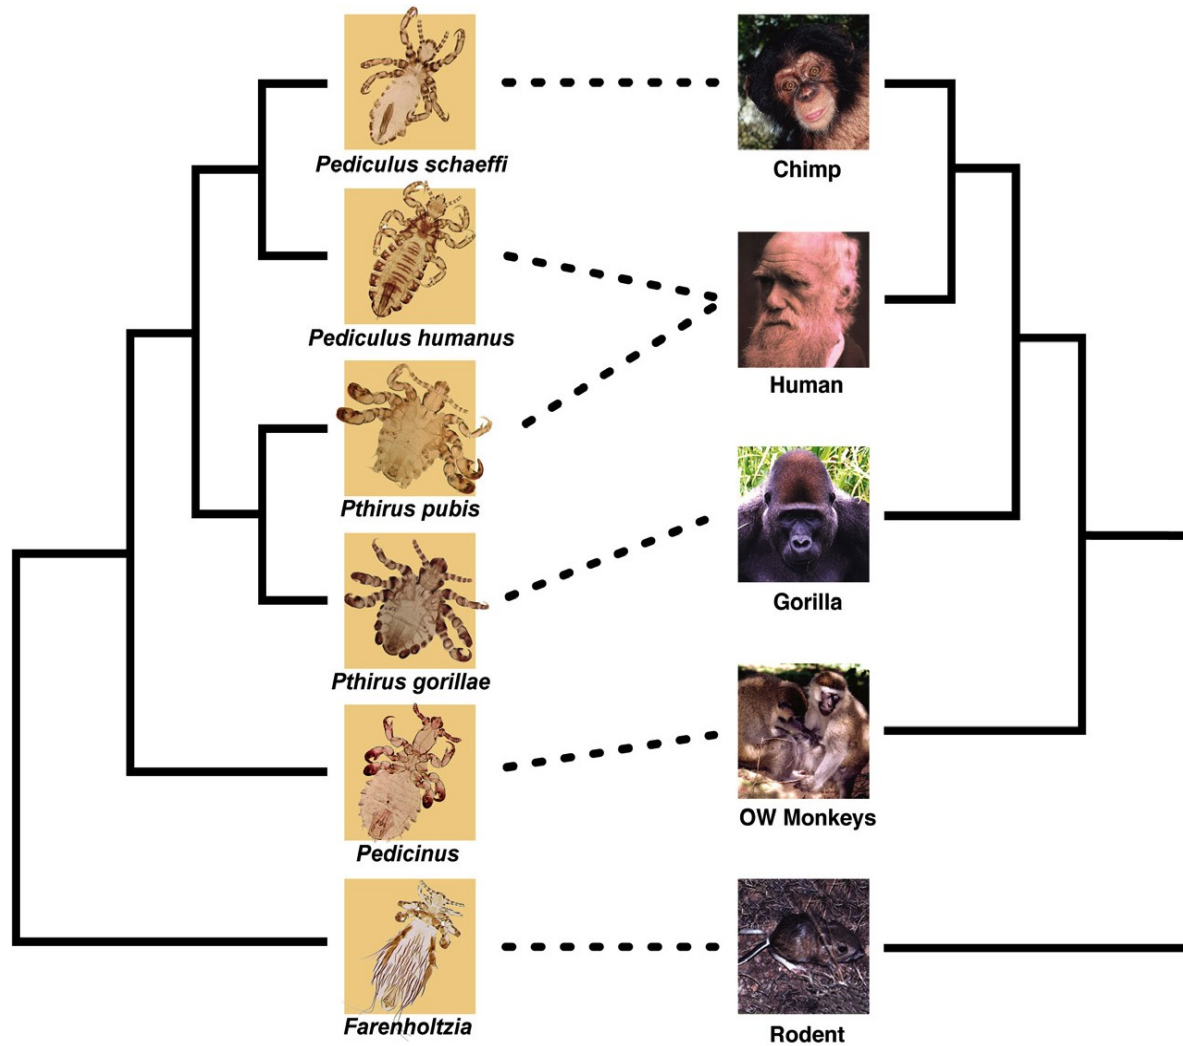 Pediculus schaeffi
Chimp
Pediculus humanus
Human
Pthirus pubis
Gorilla
Pthirus gorillae
OW Monkeys
Pedicinus
Farenholtzia
Rodent